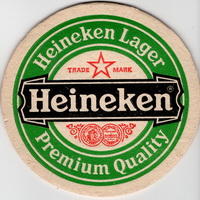 Heineken Lager
TRADE MARK
Heineken®
Premium Quality